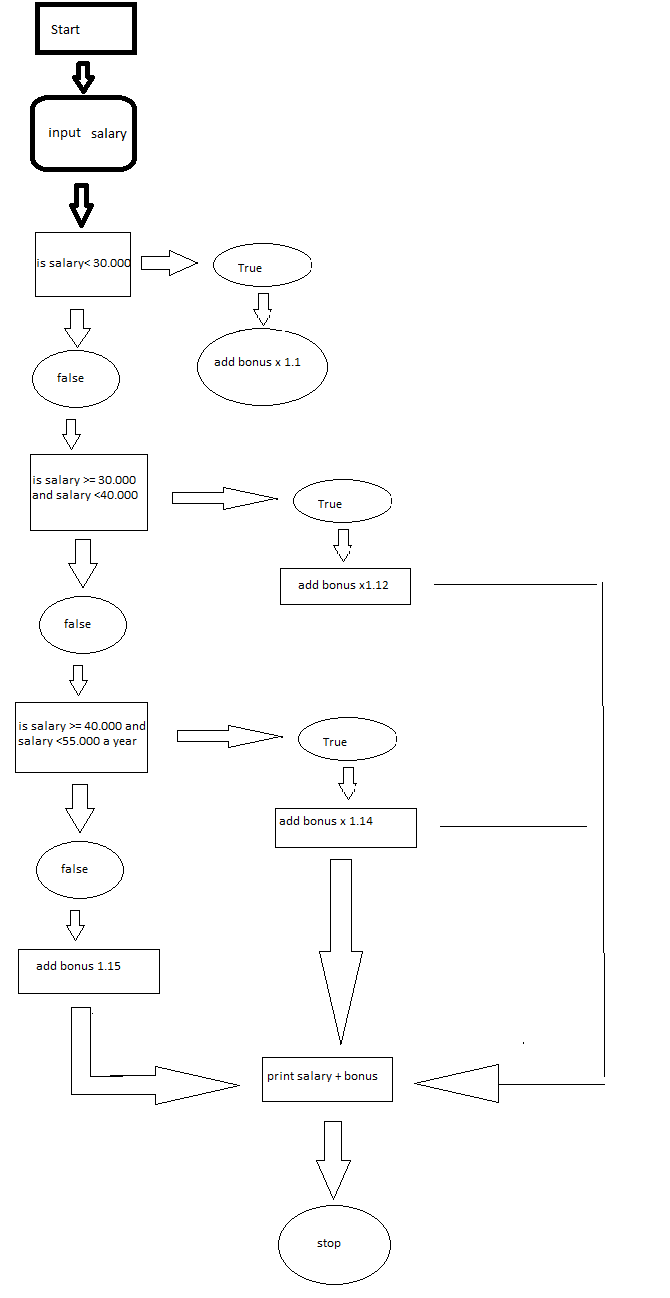 Start
input salary
is salary< 30.000
True
add bonus x 1.1
false
is salary >= 30.000
and salary <40.000
True
add bonus x1.12
false
is salary >= 40.000 and
salary <55.000 a year
True
add bonus x 1.14
false
add bonus 1.15
print salary + bonus
stop